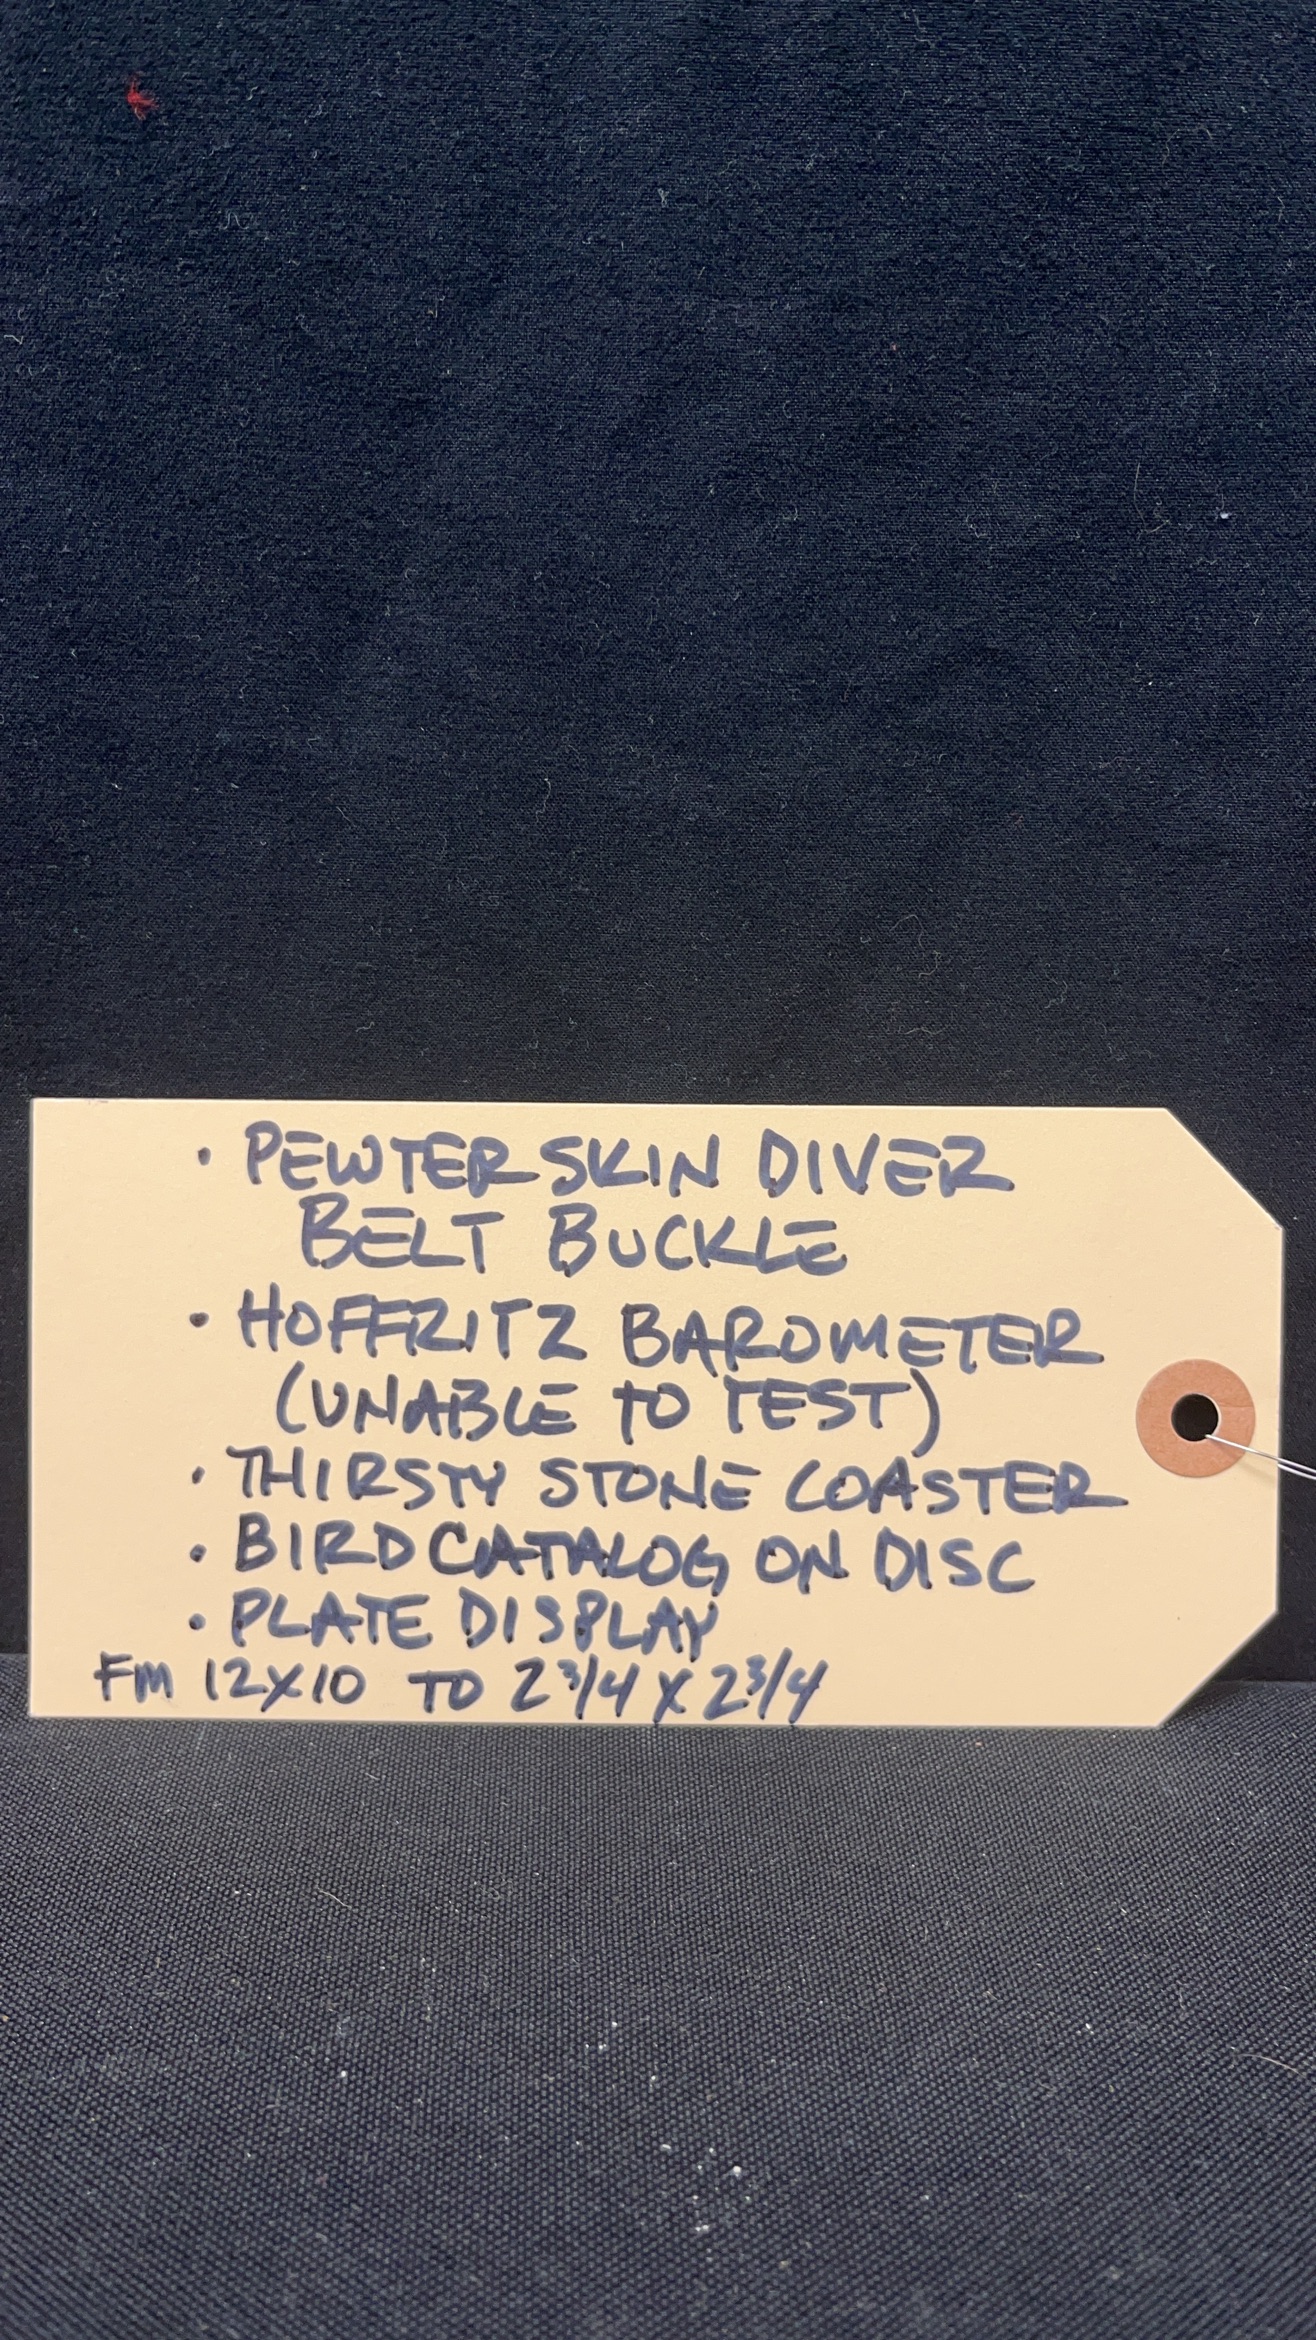 • PEWTER SKIN DIVER
BELT BUCKLE
• HOFFRITZ BAROMETER
(UNABLE TO TEST)
• THIRSTY STONE COASTER
• BIRD CATALOG ON DISC
• PLATE DISPLAY
FM 12X10 TO 2 3/4 X 2 3/4